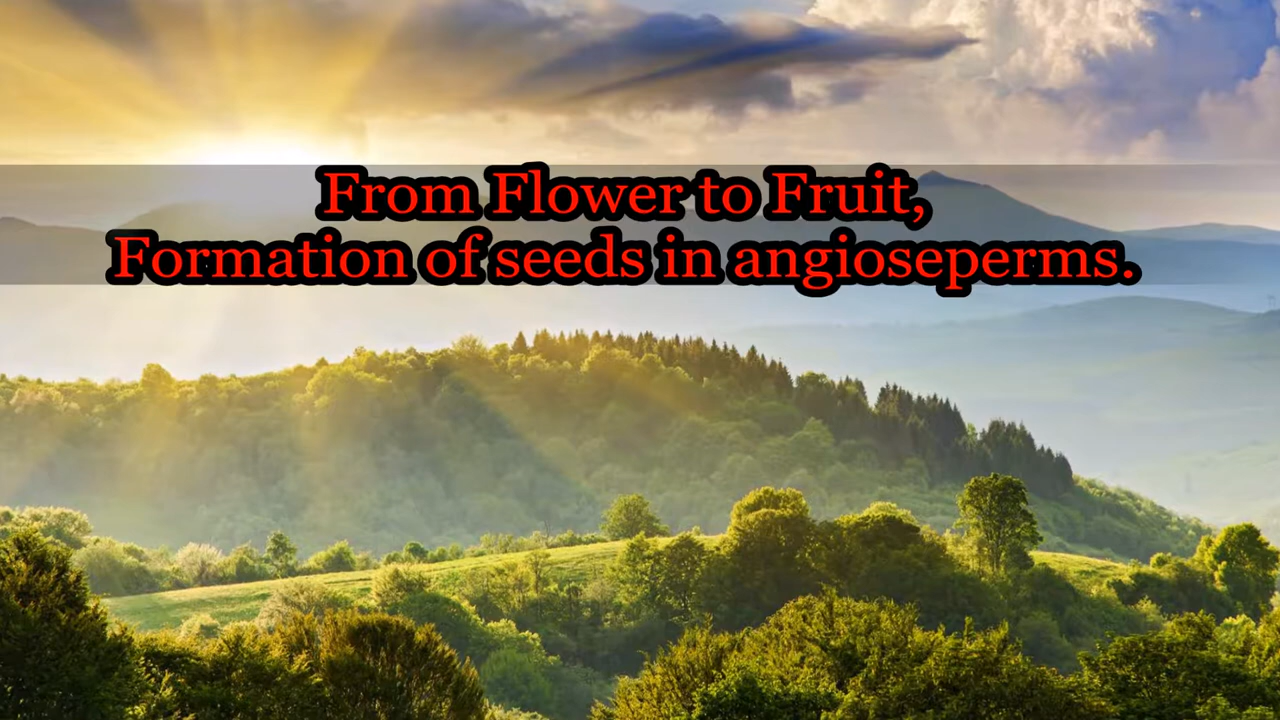 From Flower to Fruit,
Formation of seeds in angioseperms.